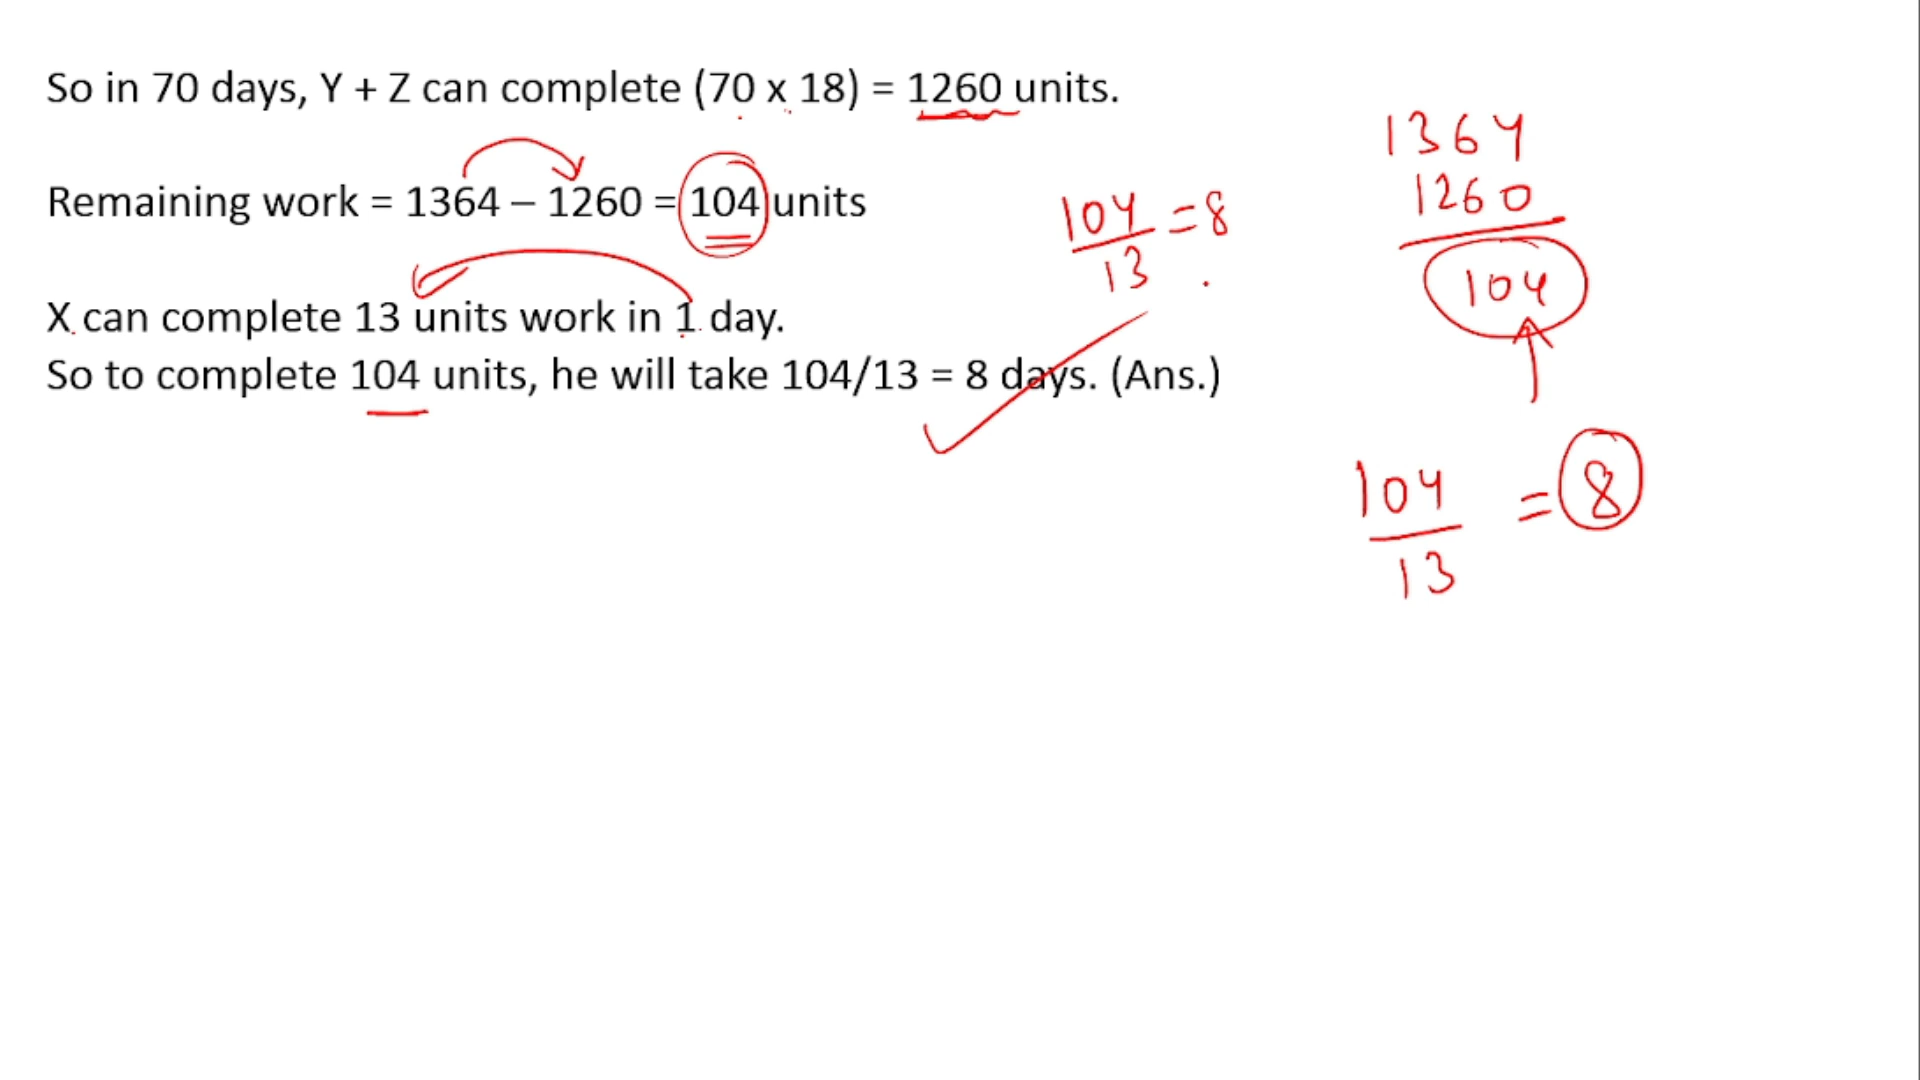 So in 70 days, Y + Z can complete (70 x 18) = 1260 units.
Remaining work = 1364 – 1260 = 104 units
X can complete 13 units work in 1 day.
So to complete 104 units, he will take 104/13 = 8 days. (Ans.)
104
13
=8
1364
1260
104
104
13
= 8